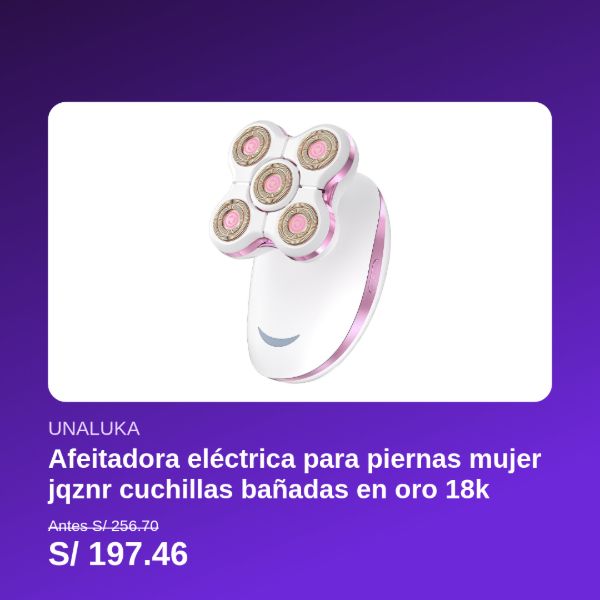 UNALUKA
Afeitadora eléctrica para piernas mujer
jqznr cuchillas bañadas en oro 18k
Antes S/ 256.70
S/ 197.46